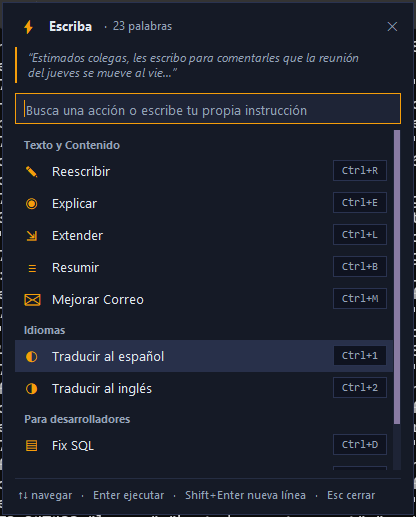 Escriba · 23 palabras
“Estimados colegas, les escribo para comentarles que la reunión
del jueves se mueve al vie...”
Busca una acción o escribe tu propia instrucción
Texto y Contenido
Reescribir Ctrl+R
Explicar Ctrl+E
Extender Ctrl+L
Resumir Ctrl+B
Mejorar Correo Ctrl+M
Idiomas
Traducir al español Ctrl+1
Traducir al inglés Ctrl+2
Para desarrolladores
Fix SQL Ctrl+D
↑↓ navegar · Enter ejecutar · Shift+Enter nueva línea · Esc cerrar